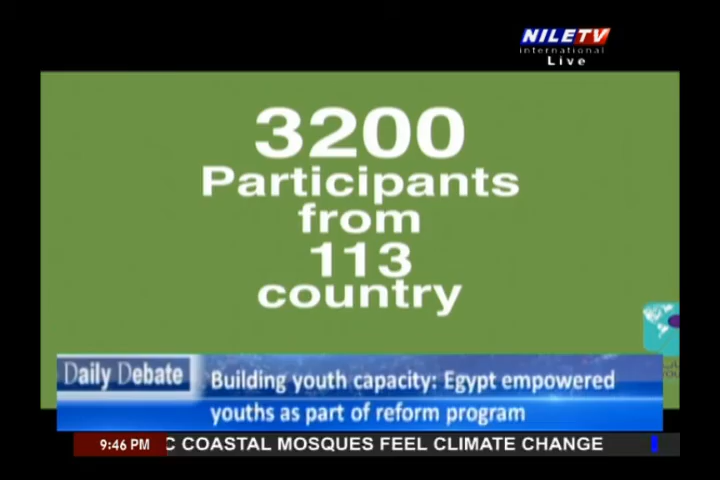 NILETV
international
Live
3200
Participants
from
113
country
Daily Debate
Building youth capacity: Egypt empowered
youths as part of reform program
9:46 PM
C COASTAL MOSQUES FEEL CLIMATE CHANGE